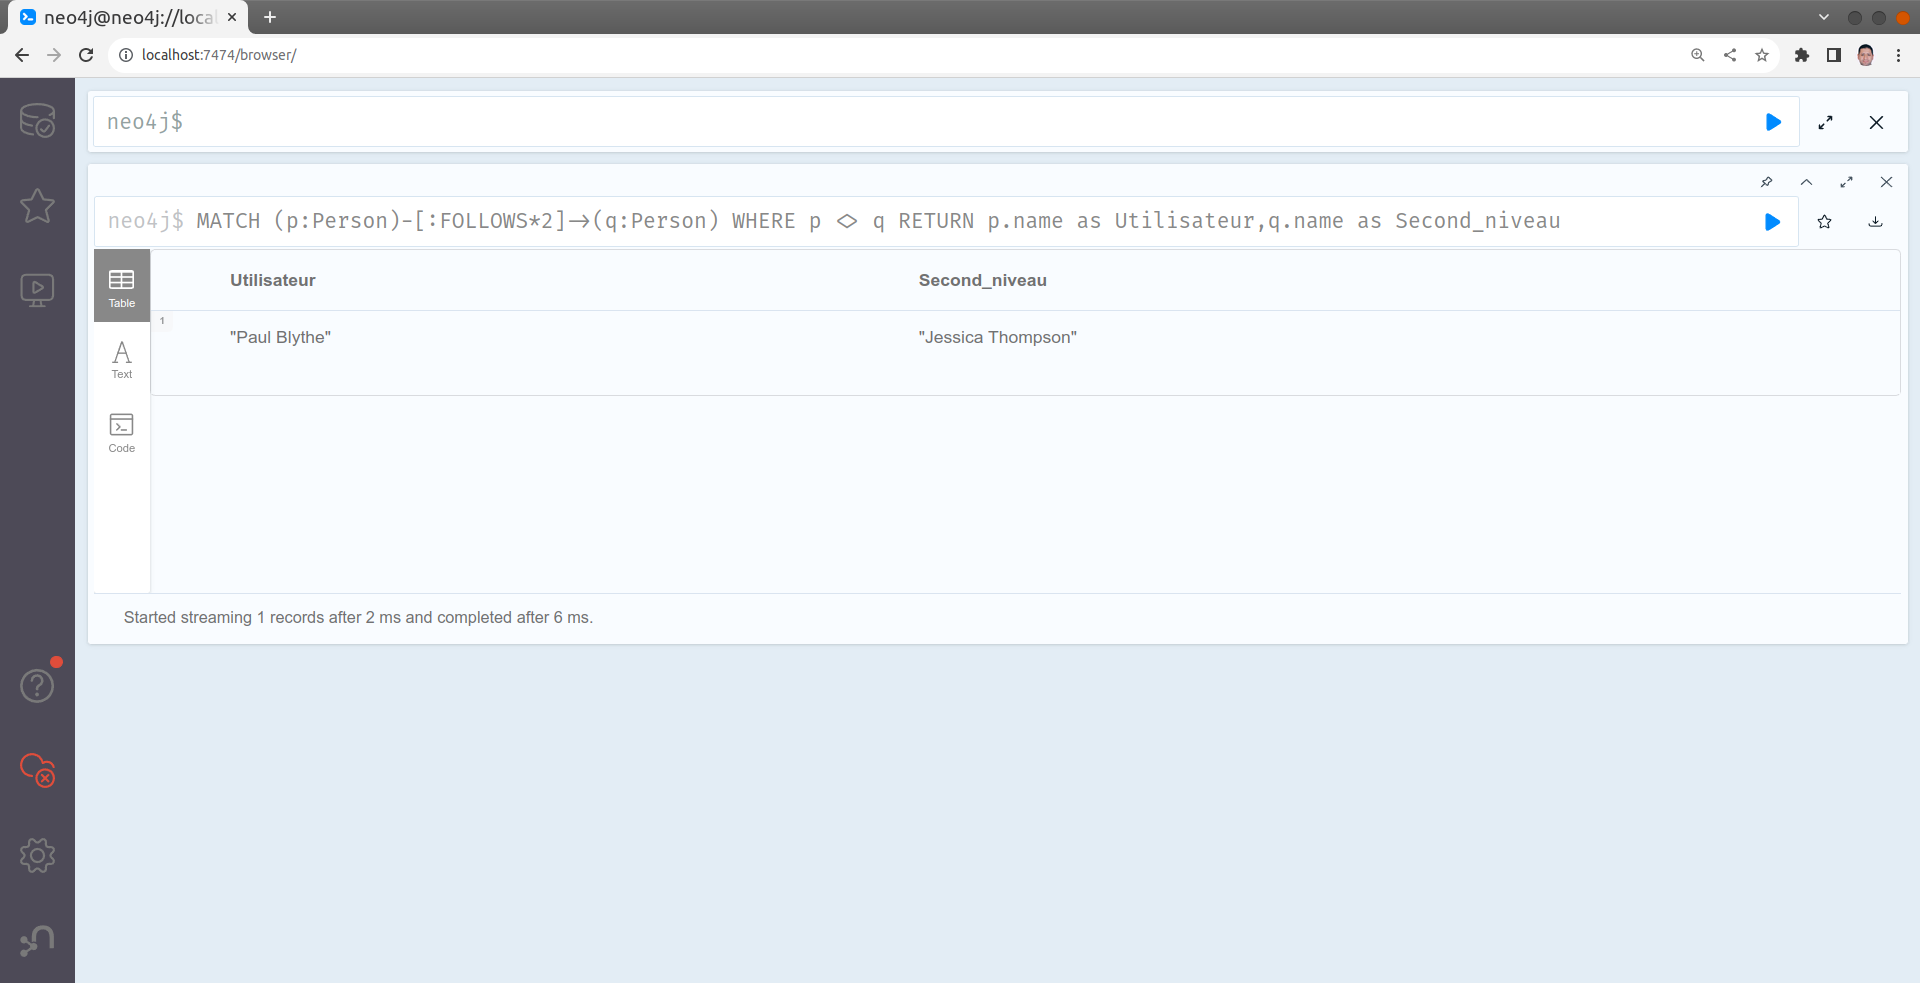 neo4j@neo4j://loca
localhost:7474/browser/
neo4j$
neo4j$ MATCH (p:Person)-[:FOLLOWS*2]->(q:Person) WHERE p <> q RETURN p.name as Utilisateur,q.name as Second_niveau
Table
Text
Code
Utilisateur Second_niveau
1
"Paul Blythe" "Jessica Thompson"
Started streaming 1 records after 2 ms and completed after 6 ms.